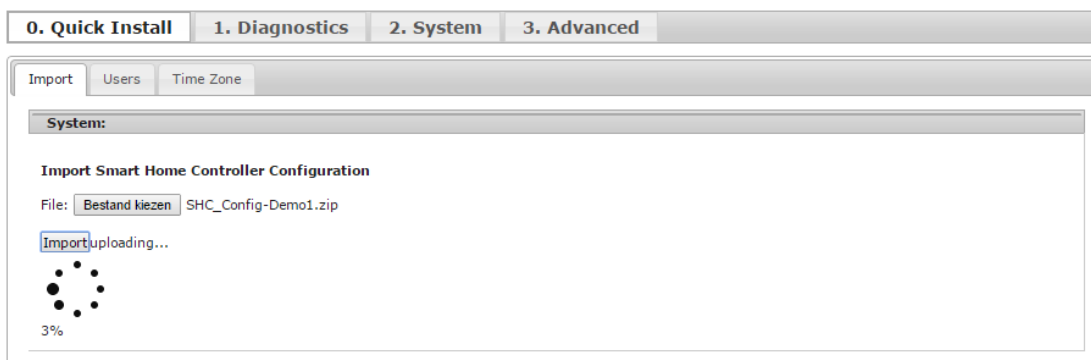 0. Quick Install 1. Diagnostics 2. System 3. Advanced
Import Users Time Zone
System:
Import Smart Home Controller Configuration
File: Bestand kiezen SHC_Config-Demo1.zip
Import uploading...
3%